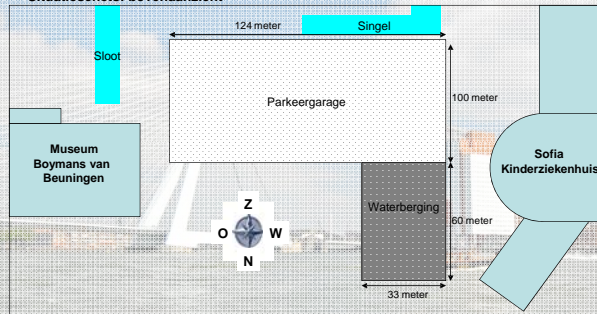 124 meter
Singel
Sloot
Parkeergarage
100 meter
Museum
Boymans van
Beuningen
Sofia
Kinderziekenhuis
Waterberging
60 meter
Z
O W
N
33 meter